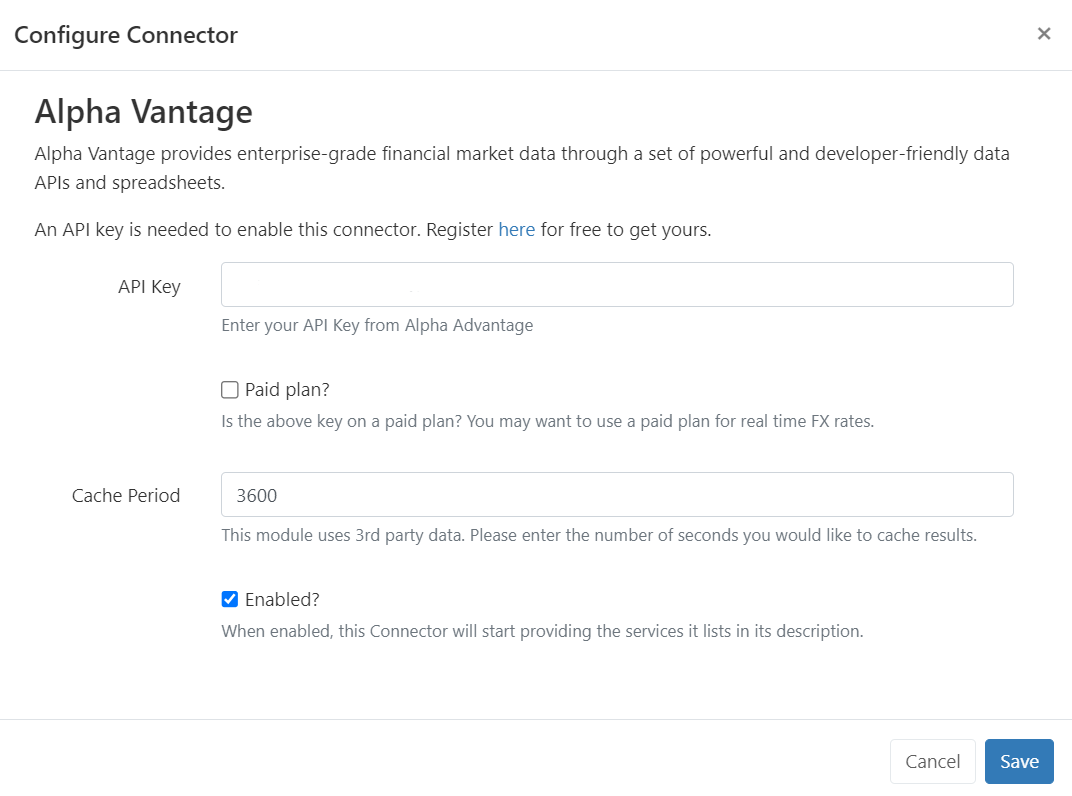 Configure Connector ×
Alpha Vantage
Alpha Vantage provides enterprise-grade financial market data through a set of powerful and developer-friendly data
APIs and spreadsheets.
An API key is needed to enable this connector. Register here for free to get yours.
API Key
Enter your API Key from Alpha Advantage
Paid plan?
Is the above key on a paid plan? You may want to use a paid plan for real time FX rates.
Cache Period 3600
This module uses 3rd party data. Please enter the number of seconds you would like to cache results.
Enabled?
When enabled, this Connector will start providing the services it lists in its description.
Cancel Save